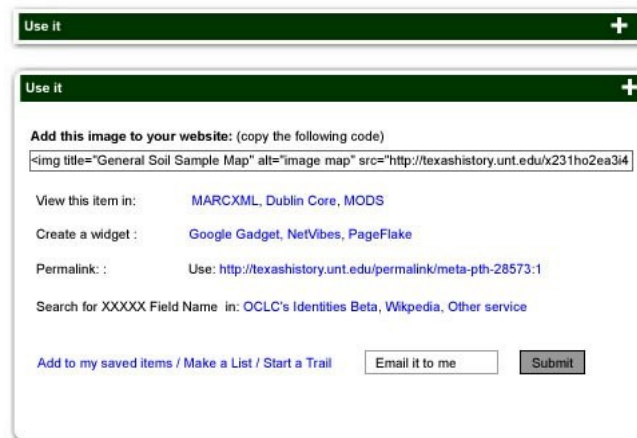 Use it
Use it
Add this image to your website: (copy the following code)
<img title="General Soil Sample Map" alt="image map" src="http://texashistory.unt.edu/x231ho2ea3i4
View this item in: MARCXML, Dublin Core, MODS
Create a widget : Google Gadget, NetVibes, PageFlake
Permalink: : Use: http://texashistory.unt.edu/permalink/meta-pth-28573:1
Search for XXXXX Field Name in: OCLC's Identities Beta, Wikpedia, Other service
Add to my saved items / Make a List / Start a Trail Email it to me Submit